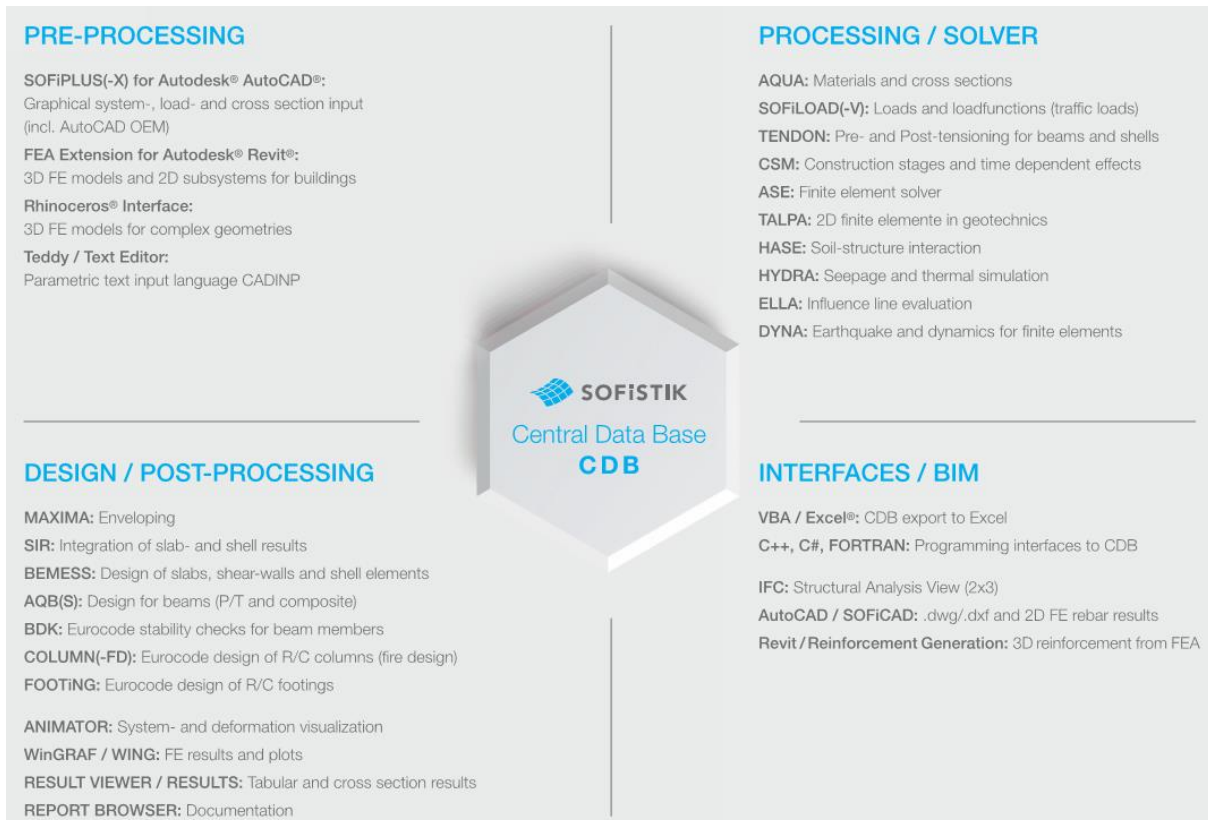 PRE-PROCESSING
SOFiPLUS(-X) for Autodesk® AutoCAD®:
Graphical system-, load- and cross section input
(incl. AutoCAD OEM)
FEA Extension for Autodesk® Revit®:
3D FE models and 2D subsystems for buildings
Rhinoceros® Interface:
3D FE models for complex geometries
Teddy / Text Editor:
Parametric text input language CADINP
PROCESSING / SOLVER
AQUA: Materials and cross sections
SOFiLOAD(-V): Loads and loadfunctions (traffic loads)
TENDON: Pre- and Post-tensioning for beams and shells
CSM: Construction stages and time dependent effects
ASE: Finite element solver
TALPA: 2D finite elemente in geotechnics
HASE: Soil-structure interaction
HYDRA: Seepage and thermal simulation
ELLA: Influence line evaluation
DYNA: Earthquake and dynamics for finite elements
SOFiSTiK
Central Data Base
CDB
DESIGN / POST-PROCESSING
MAXIMA: Enveloping
SIR: Integration of slab- and shell results
BEMESS: Design of slabs, shear-walls and shell elements
AQB(S): Design for beams (P/T and composite)
BDK: Eurocode stability checks for beam members
COLUMN(-FD): Eurocode design of R/C columns (fire design)
FOOTiNG: Eurocode design of R/C footings
ANIMATOR: System- and deformation visualization
WinGRAF / WING: FE results and plots
RESULT VIEWER / RESULTS: Tabular and cross section results
REPORT BROWSER: Documentation
INTERFACES / BIM
VBA / Excel®: CDB export to Excel
C++, C#, FORTRAN: Programming interfaces to CDB
IFC: Structural Analysis View (2x3)
AutoCAD / SOFiCAD: .dwg/.dxf and 2D FE rebar results
Revit / Reinforcement Generation: 3D reinforcement from FEA